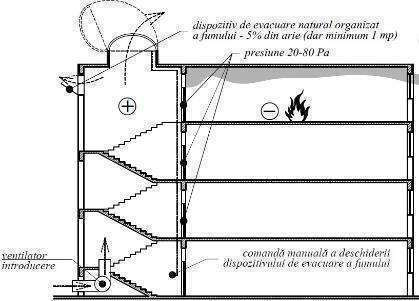 dispozitiv de evacuare natural organizat
a fumului - 5% din arie (dar minimum 1 mp)
presiune 20-80 Pa
ventilator
introducere
comandă manuală a deschiderii
dispozitivului de evacuare a fumului